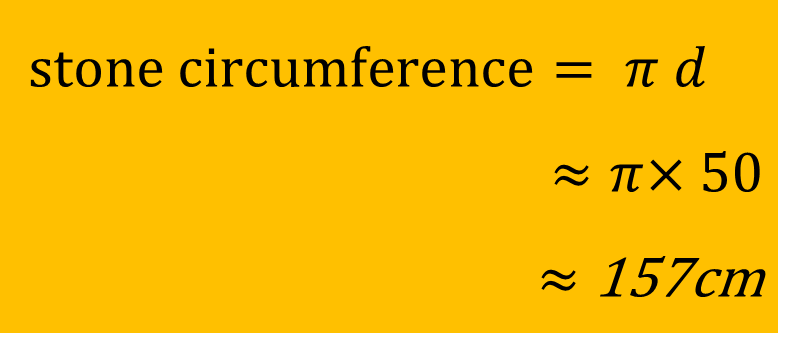 stone circumference = π d
≈ π× 50
≈ 157cm